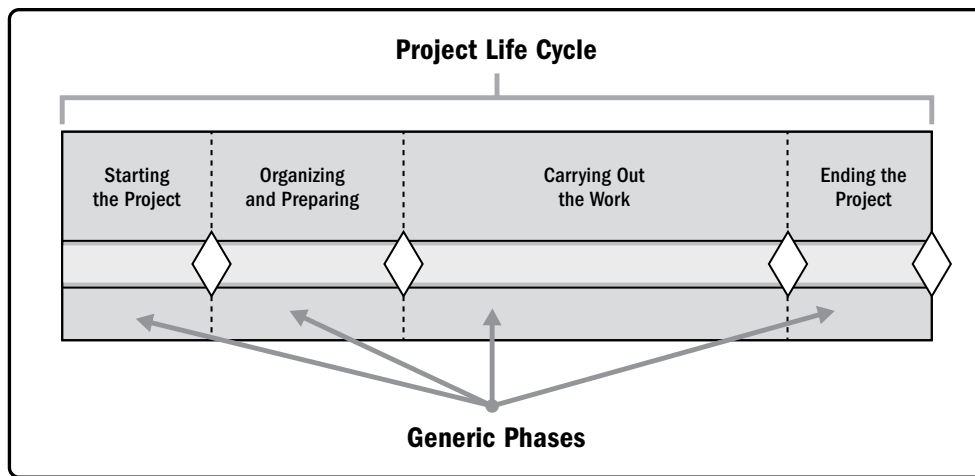 Project Life Cycle
Starting
the Project
Organizing
and Preparing
Carrying Out
the Work
Ending the
Project
Generic Phases